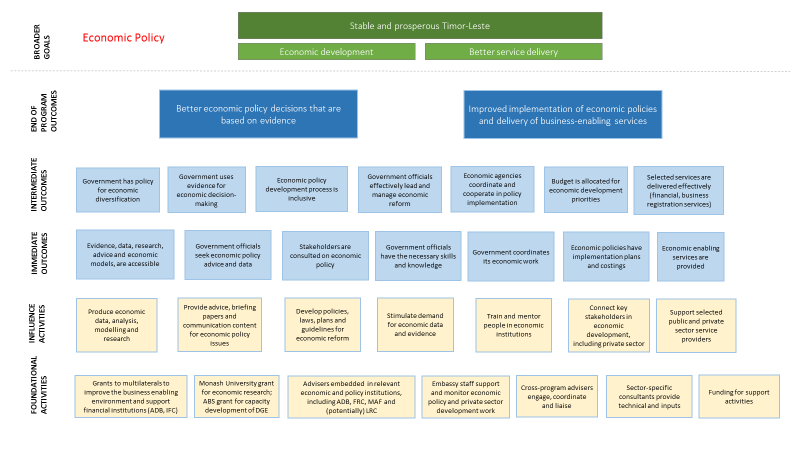 BROADER
GOALS
Economic Policy
Stable and prosperous Timor-Leste
Economic development
Better service delivery
END OF
PROGRAM
OUTCOMES
Better economic policy decisions that are
based on evidence
Improved implementation of economic policies
and delivery of business-enabling services
INTERMEDIATE
OUTCOMES
Government has policy
for economic
diversification
Government uses
evidence for
economic decision-
making
Economic policy
development process is
inclusive
Government officials
effectively lead and
manage economic
reform
Economic agencies
coordinate and
cooperate in policy
implementation
Budget is allocated for
economic development
priorities
Selected services are
delivered effectively
(financial, business
registration services)
IMMEDIATE
OUTCOMES
Evidence, data, research,
advice and economic
models, are accessible
Government officials
seek economic policy
advice and data
Stakeholders are
consulted on economic
policy
Government officials
have the necessary skills
and knowledge
Government coordinates
its economic work
Economic policies have
implementation plans
and costings
Economic enabling
services are
provided
INFLUENCE
ACTIVITIES
Produce economic
data, analysis,
modelling and
research
Provide advice, briefing
papers and
communication content
for economic policy
issues
Develop policies,
laws, plans and
guidelines for
economic reform
Stimulate demand
for economic data
and evidence
Train and mentor
people in economic
institutions
Connect key
stakeholders in
economic
development,
including private sector
Support selected
public and private
sector service
providers
FOUNDATIONAL
ACTIVITIES
Grants to multilaterals to
improve the business enabling
environment and support
financial institutions (ADB, IFC)
Monash University grant
for economic research;
ABS grant for capacity
development of DGE
Advisers embedded in relevant
economic and policy institutions,
including ADB, FRC, MAF and
(potentially) LRC
Embassy staff support
and monitor economic
policy and private sector
development work
Cross-program advisers
engage, coordinate
and liaise
Sector-specific
consultants provide
technical and inputs
Funding for support
activities